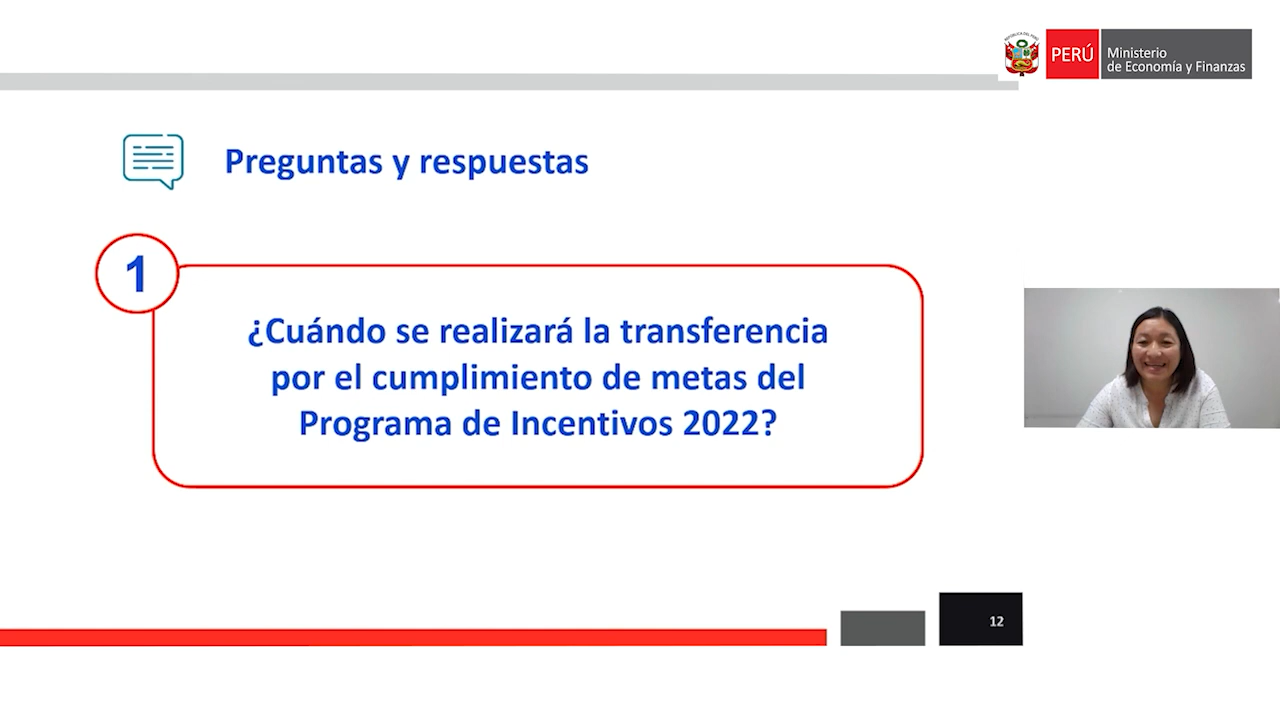 PERÚ
Ministerio
de Economía y Finanzas
Preguntas y respuestas
1
¿Cuándo se realizará la transferencia
por el cumplimiento de metas del
Programa de Incentivos 2022?
12